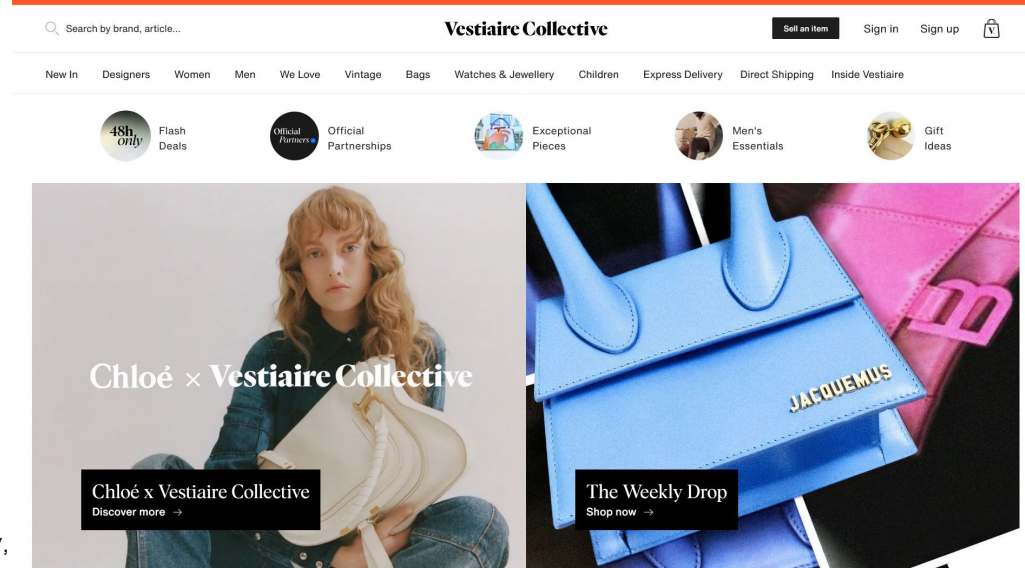 Search by brand, article...
Vestiaire Collective
Sell an item
Sign in
Sign up
V
New In Designers Women Men We Love Vintage Bags Watches & Jewellery Children Express Delivery Direct Shipping Inside Vestiaire
48h
only
Flash
Deals
Official
Partners
Official
Partnerships
Exceptional
Pieces
Men's
Essentials
Gift
Ideas
Chloé × Vestiaire Collective
Chloé x Vestiaire Collective
Discover more →
JACQUEMUS
The Weekly Drop
Shop now →